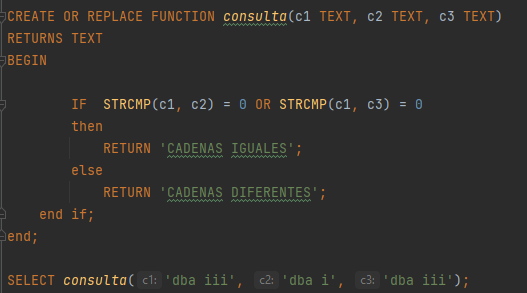 CREATE OR REPLACE FUNCTION consulta(c1 TEXT, c2 TEXT, c3 TEXT)
RETURNS TEXT
BEGIN
IF  STRCMP(c1, c2) = 0 OR STRCMP(c1, c3) = 0
then
RETURN 'CADENAS IGUALES';
else
RETURN 'CADENAS DIFERENTES';
end if;
end;
SELECT consulta( c1: 'dba iii', c2: 'dba i', c3: 'dba iii');